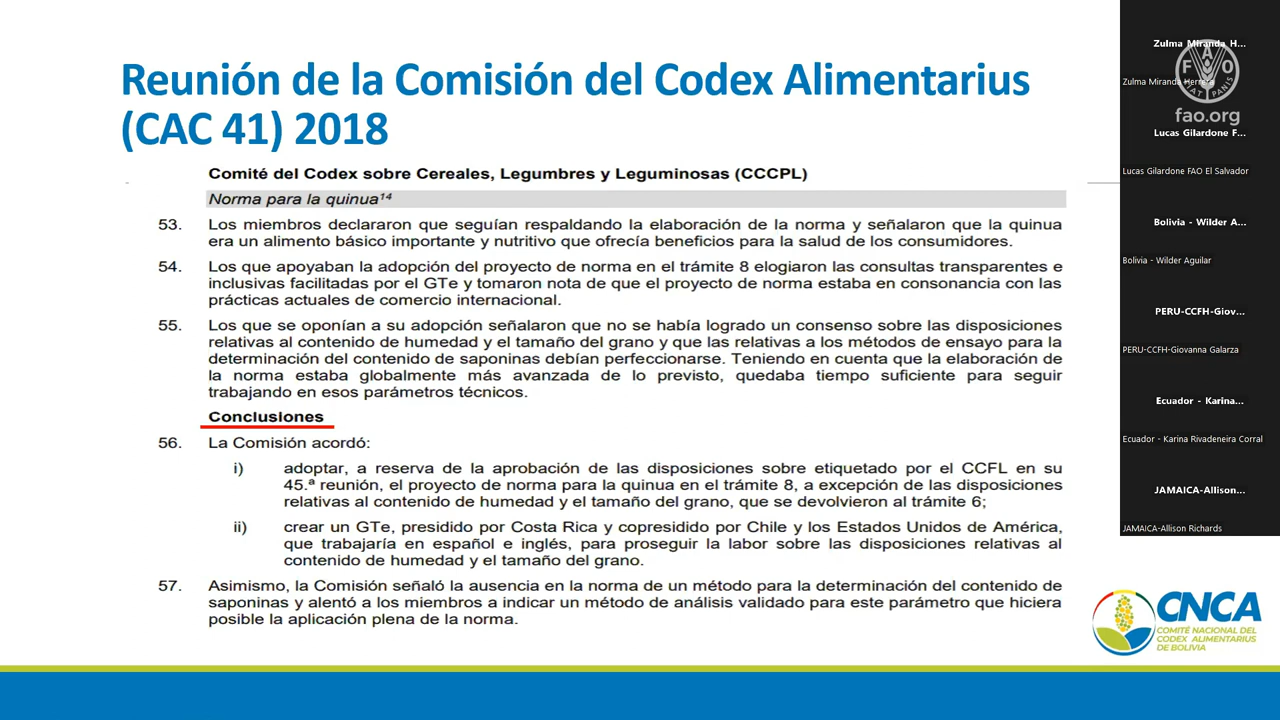 Reunión de la Comisión del Codex Alimentarius
(CAC 41) 2018
Comité del Codex sobre Cereales, Legumbres y Leguminosas (CCCPL)
Norma para la quinua¹⁴
53. Los miembros declararon que seguían respaldando la elaboración de la norma y señalaron que la quinua
era un alimento básico importante y nutritivo que ofrecía beneficios para la salud de los consumidores.
54. Los que apoyaban la adopción del proyecto de norma en el trámite 8 elogiaron las consultas transparentes e
inclusivas facilitadas por el GTe y tomaron nota de que el proyecto de norma estaba en consonancia con las
prácticas actuales de comercio internacional.
55. Los que se oponían a su adopción señalaron que no se había logrado un consenso sobre las disposiciones
relativas al contenido de humedad y el tamaño del grano y que las relativas a los métodos de ensayo para la
determinación del contenido de saponinas debían perfeccionarse. Teniendo en cuenta que la elaboración de
la norma estaba globalmente más avanzada de lo previsto, quedaba tiempo suficiente para seguir
trabajando en esos parámetros técnicos.
Conclusiones
56. La Comisión acordó:
i) adoptar, a reserva de la aprobación de las disposiciones sobre etiquetado por el CCFL en su
45.ª reunión, el proyecto de norma para la quinua en el trámite 8, a excepción de las disposiciones
relativas al contenido de humedad y el tamaño del grano, que se devolvieron al trámite 6;
ii) crear un GTe, presidido por Costa Rica y copresidido por Chile y los Estados Unidos de América,
que trabajaría en español e inglés, para proseguir la labor sobre las disposiciones relativas al
contenido de humedad y el tamaño del grano.
57. Asimismo, la Comisión señaló la ausencia en la norma de un método para la determinación del contenido de
saponinas y alentó a los miembros a indicar un método de análisis validado para este parámetro que hiciera
posible la aplicación plena de la norma.
Zulma Miranda H...
Zulma Miranda Herrera
FAO
FIAT PANIS
fao.org
Lucas Gilardone F...
Lucas Gilardone FAO El Salvador
Bolivia - Wilder A...
Bolivia - Wilder Aguilar
PERU-CCFH-Giov...
PERU-CCFH-Giovanna Galarza
Ecuador - Karina...
Ecuador - Karina Rivadeneira Corral
JAMAICA-Allison...
JAMAICA-Allison Richards
CNCA
COMITÉ NACIONAL DEL
CODEX ALIMENTARIUS
DE BOLIVIA